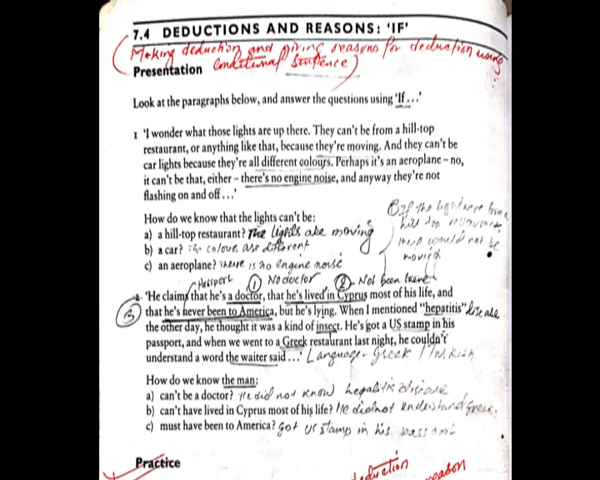 7.4 DEDUCTIONS AND REASONS: 'IF'
(Making deduction and giving reasons for deduction using
conditional sentence)
Presentation
Look at the paragraphs below, and answer the questions using 'If...'
1 'I wonder what those lights are up there. They can't be from a hill-top
restaurant, or anything like that, because they're moving. And they can't be
car lights because they're all different colours. Perhaps it's an aeroplane – no,
it can't be that, either – there's no engine noise, and anyway they're not
flashing on and off...'
If the lights were from
hill top restaurant
they would not be
moving
How do we know that the lights can't be:
a) a hill-top restaurant? The lights are moving
b) a car? The colour are different
c) an aeroplane? There is no engine noise
Passport ① No doctor ② Not been there
'He claims that he's a doctor, that he's lived in Cyprus most of his life, and
③ that he's never been to America, but he's lying. When I mentioned "hepatitis" disease
the other day, he thought it was a kind of insect. He's got a US stamp in his
passport, and when we went to a Greek restaurant last night, he couldn't
understand a word the waiter said...' Language - Greek / Turkish
How do we know the man:
a) can't be a doctor? He did not know hepatitis disease
b) can't have lived in Cyprus most of his life? He did not understand Greek.
c) must have been to America? Got US stamp in his passport
Practice
deduction
reason